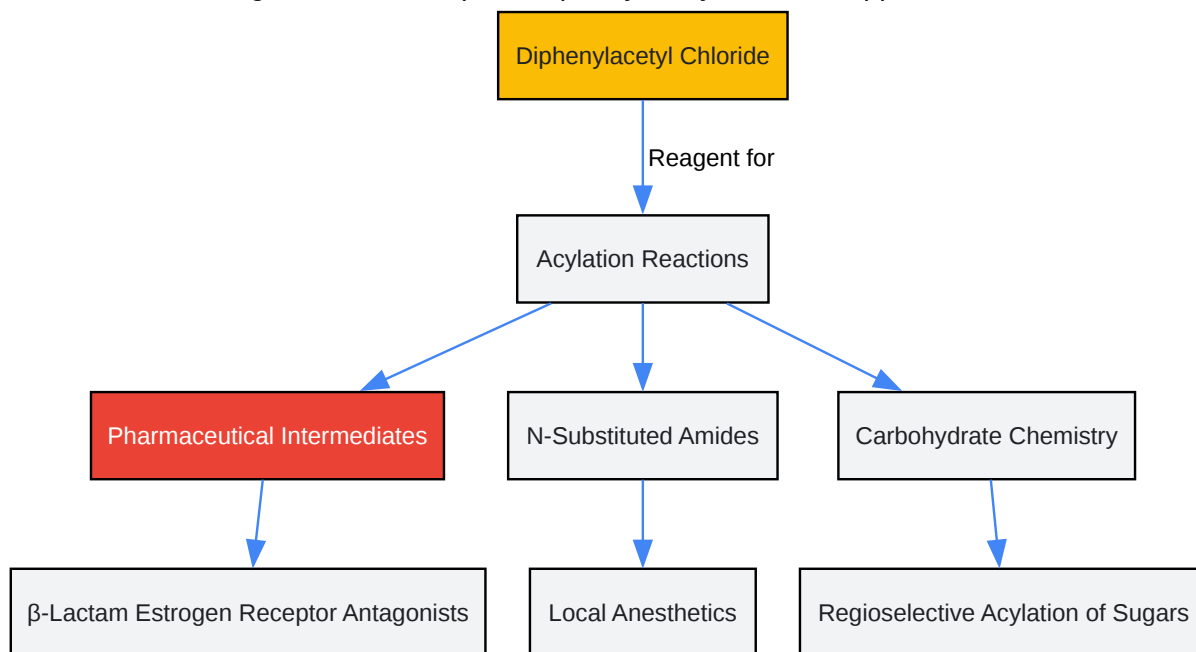 Diphenylacetyl Chloride
Reagent for
Acylation Reactions
Pharmaceutical Intermediates
N-Substituted Amides
Carbohydrate Chemistry
β-Lactam Estrogen Receptor Antagonists
Local Anesthetics
Regioselective Acylation of Sugars